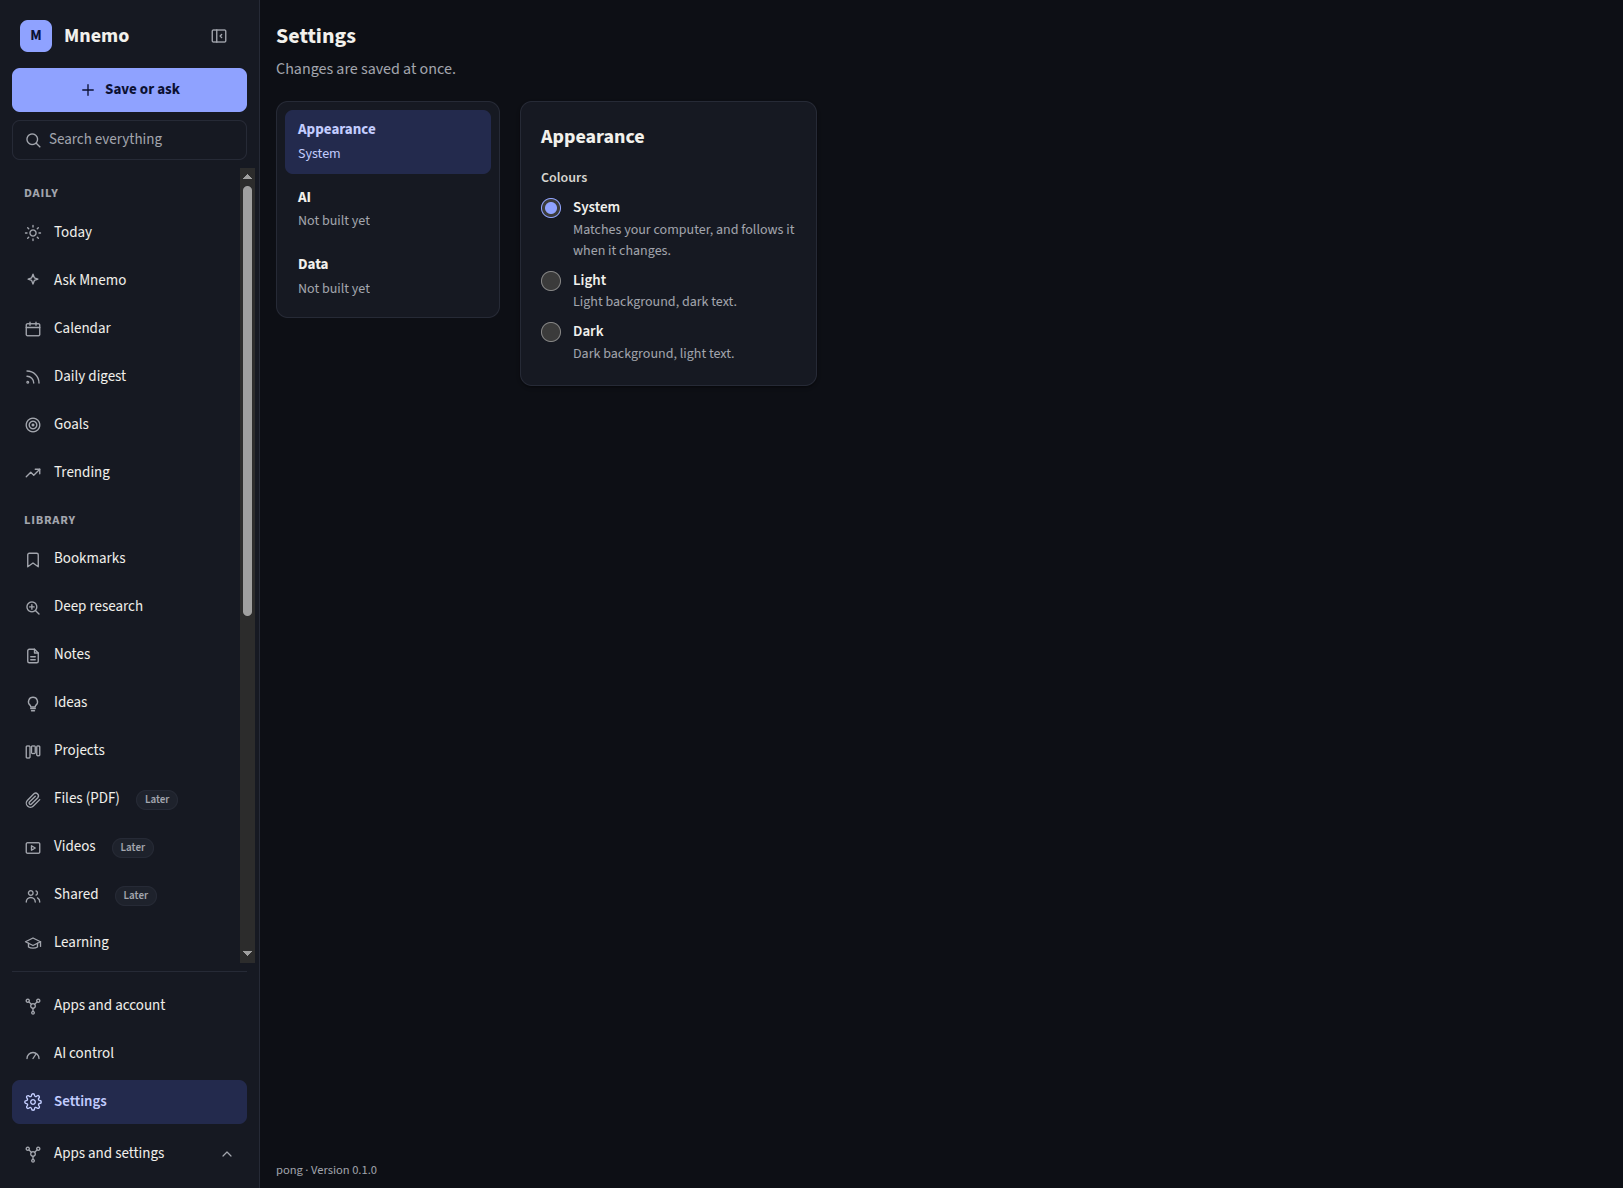 M
Mnemo
Save or ask
Search everything
DAILY
Today
Ask Mnemo
Calendar
Daily digest
Goals
Trending
LIBRARY
Bookmarks
Deep research
Notes
Ideas
Projects
Files (PDF) Later
Videos Later
Shared Later
Learning
Apps and account
AI control
Settings
Apps and settings
Settings
Changes are saved at once.
Appearance
System
AI
Not built yet
Data
Not built yet
Appearance
Colours
System
Matches your computer, and follows it
when it changes.
Light
Light background, dark text.
Dark
Dark background, light text.
pong · Version 0.1.0